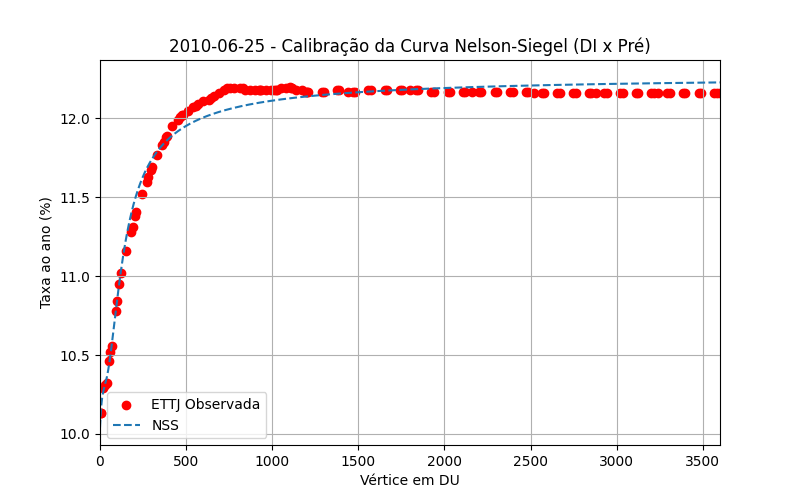 2010-06-25 - Calibração da Curva Nelson-Siegel (DI x Pré)
Taxa ao ano (%)
12.0
11.5
11.0
10.5
10.0
ETTJ Observada
NSS
0 500 1000 1500 2000 2500 3000 3500
Vértice em DU